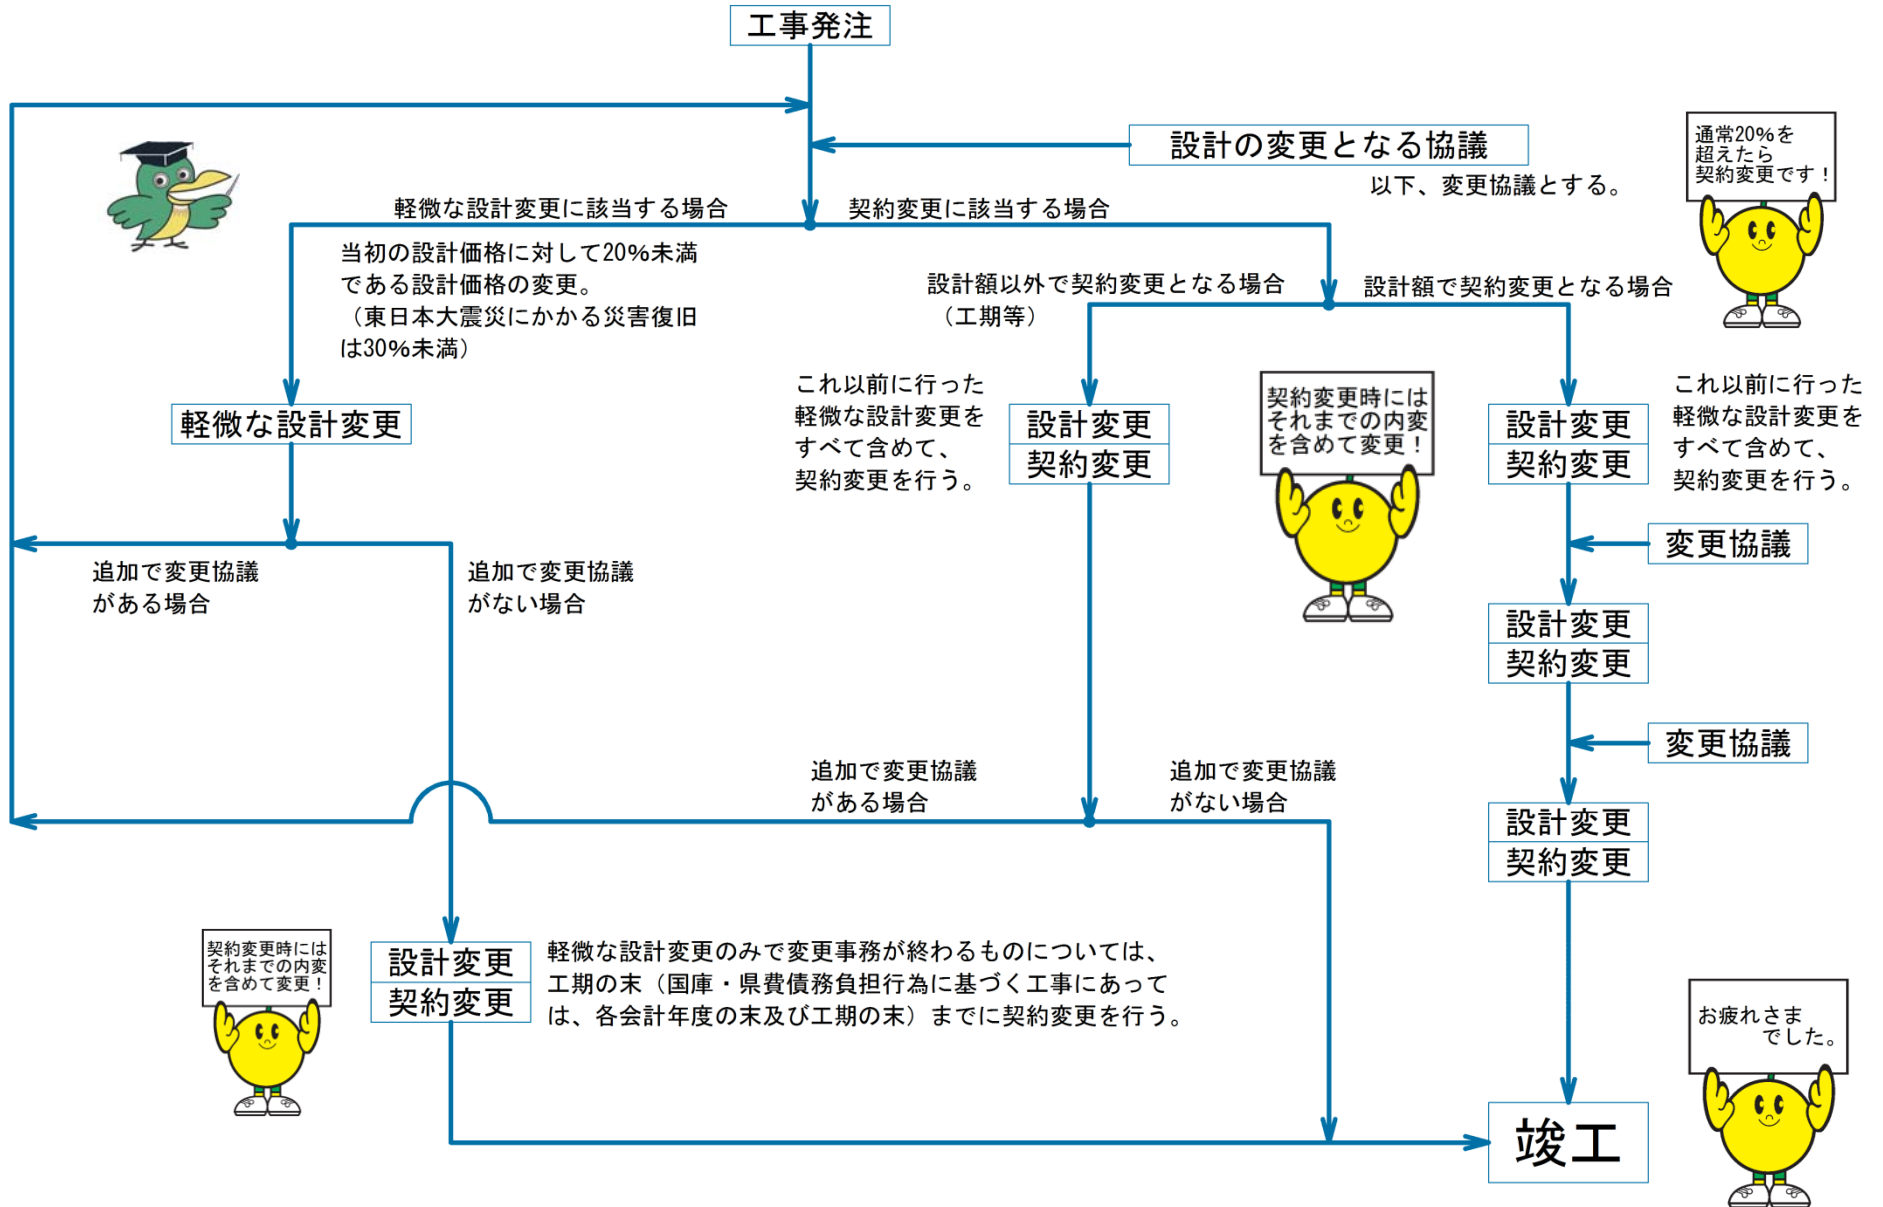 工事発注
設計の変更となる協議
以下、変更協議とする。
通常20%を
超えたら
契約変更です！
軽微な設計変更に該当する場合
契約変更に該当する場合
当初の設計価格に対して20%未満
である設計価格の変更。
（東日本大震災にかかる災害復旧
は30%未満）
設計額以外で契約変更となる場合
（工期等）
設計額で契約変更となる場合
軽微な設計変更
これ以前に行った
軽微な設計変更を
すべて含めて、
契約変更を行う。
設計変更
契約変更
契約変更時には
それまでの内変
を含めて変更！
設計変更
契約変更
これ以前に行った
軽微な設計変更を
すべて含めて、
契約変更を行う。
変更協議
追加で変更協議
がある場合
追加で変更協議
がない場合
設計変更
契約変更
変更協議
追加で変更協議
がある場合
追加で変更協議
がない場合
設計変更
契約変更
契約変更時には
それまでの内変
を含めて変更！
設計変更
契約変更
軽微な設計変更のみで変更事務が終わるものについては、
工期の末（国庫・県費債務負担行為に基づく工事にあって
は、各会計年度の末及び工期の末）までに契約変更を行う。
お疲れさま
でした。
竣工